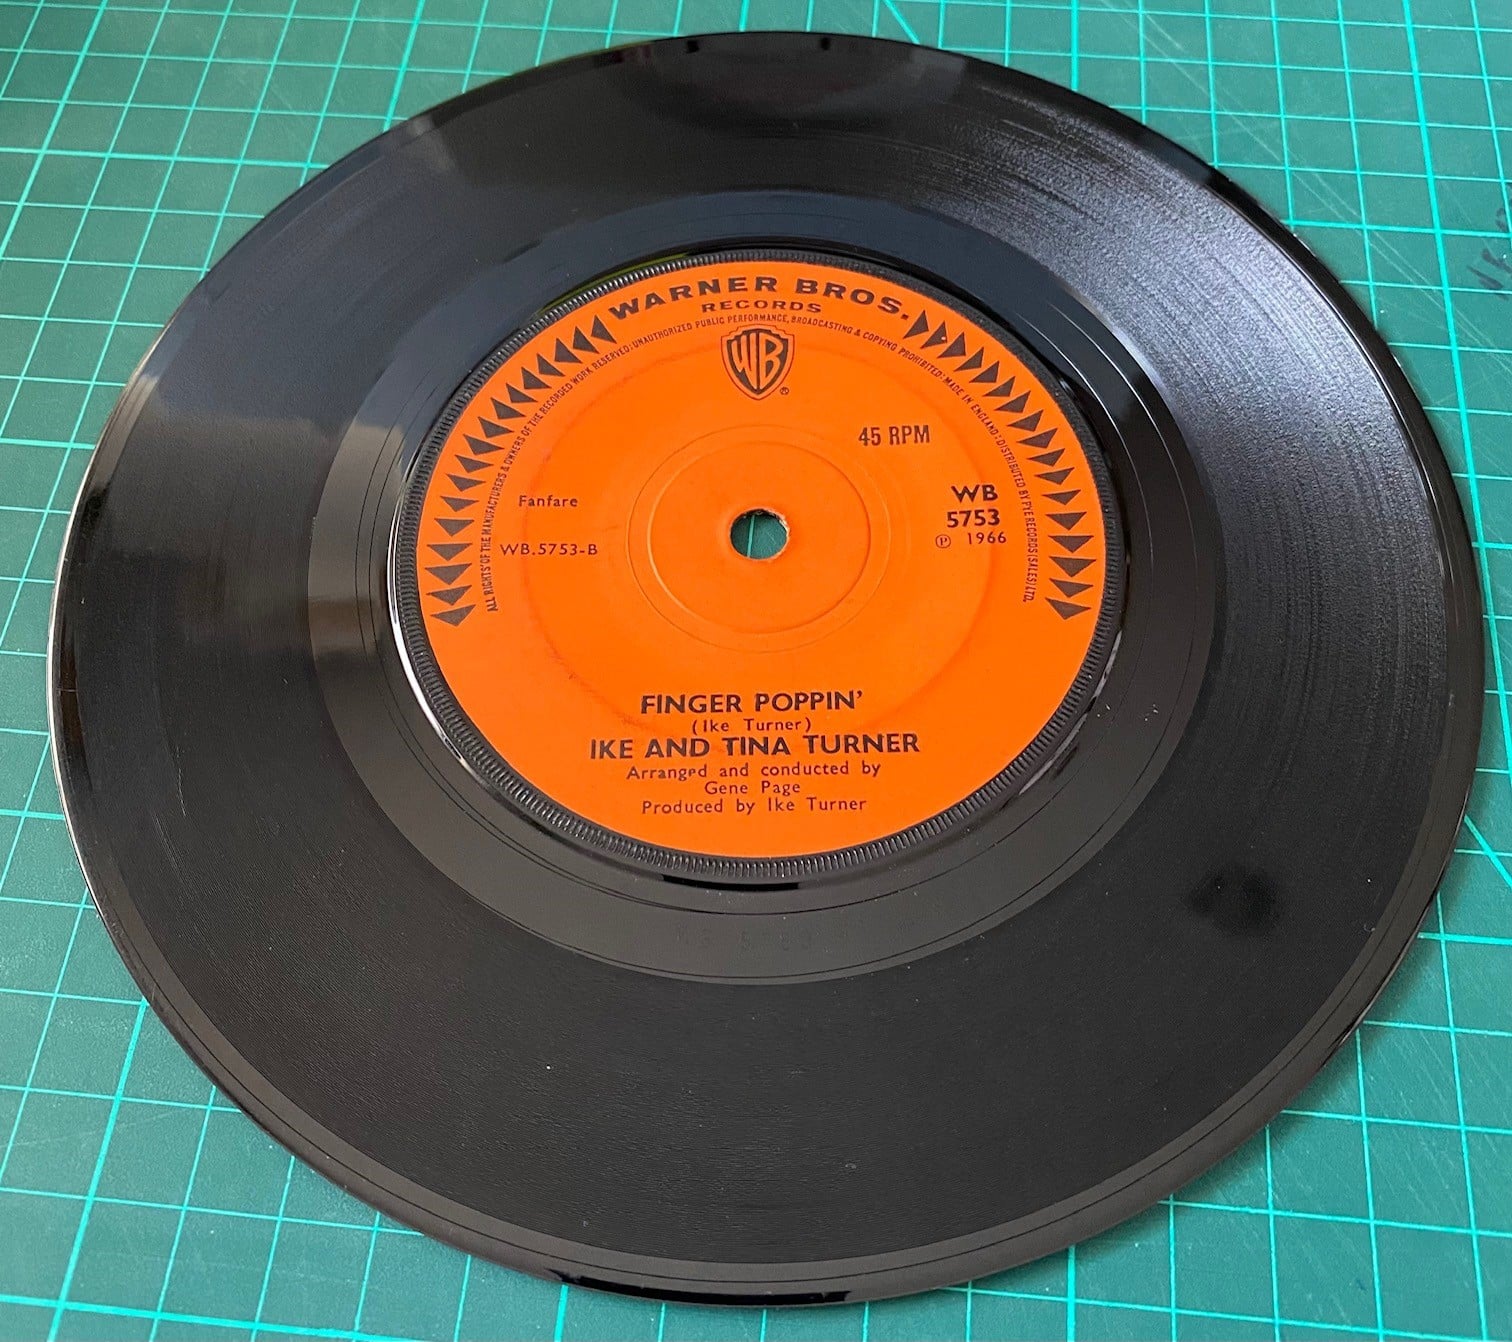 WARNER BROS.
RECORDS
ALL RIGHTS OF THE MANUFACTURERS & OWNERS OF THE RECORDED WORK RESERVED: UNAUTHORIZED PUBLIC PERFORMANCE, BROADCASTING & COPYING PROHIBITED: MADE IN ENGLAND: DISTRIBUTED BY PYE RECORDS (SALES) LTD.
WB
®
45 RPM
Fanfare
WB.5753-B
WB
5753
℗ 1966
FINGER POPPIN'
(Ike Turner)
IKE AND TINA TURNER
Arranged and conducted by
Gene Page
Produced by Ike Turner